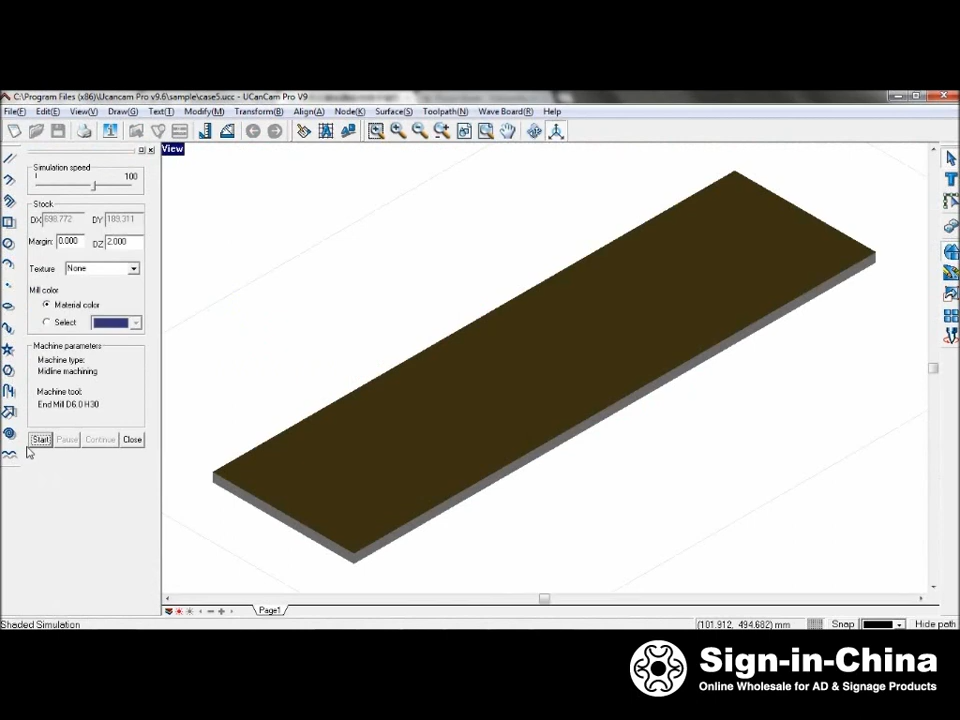 C:\Program Files (x86)\Ucancam Pro v9.6\sample\case5.ucc - UCanCam Pro V9
File(F) Edit(E) View(V) Draw(G) Text(T) Modify(M) Transform(B) Align(A) Node(K) Surface(S) Toolpath(N) Wave Board(R) Help
View
Simulation speed
100
Stock
DX 698.772 DY 189.311
Margin: 0.000 DZ 2.000
Texture None
Mill color
Material color
Select
Machine parameters
Machine type:
Midline machining
Machine tool:
End Mill D6.0 H30
Start Pause Continue Close
Page1
Shaded Simulation (101.912, 494.682) mm Snap Hide path
Sign-in-China
Online Wholesale for AD & Signage Products